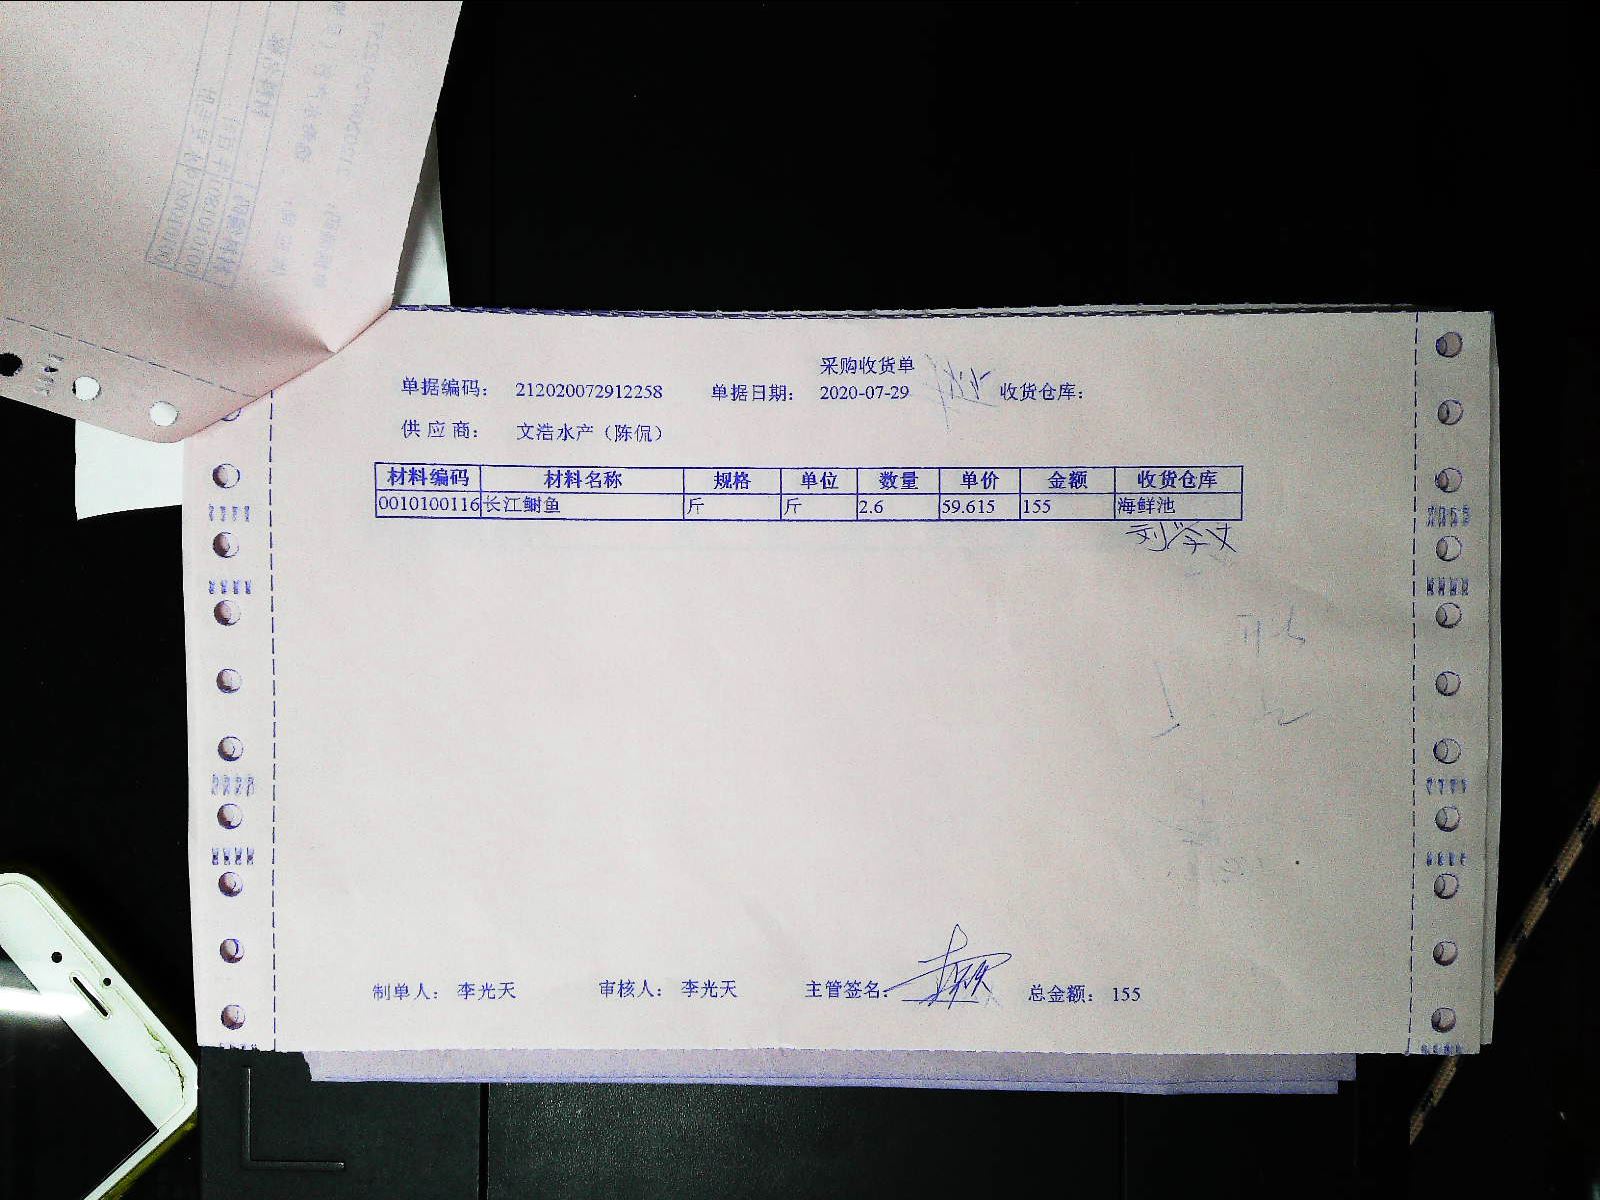 采购收货单
单据编码: 212020072912258 单据日期: 2020-07-29 收货仓库:
供应商: 文浩水产（陈侃）
材料编码 材料名称 规格 单位 数量 单价 金额 收货仓库
0010100116 长江鲥鱼 斤 斤 2.6 59.615 155 海鲜池
制单人: 李光天 审核人: 李光天 主管签名: 总金额: 155